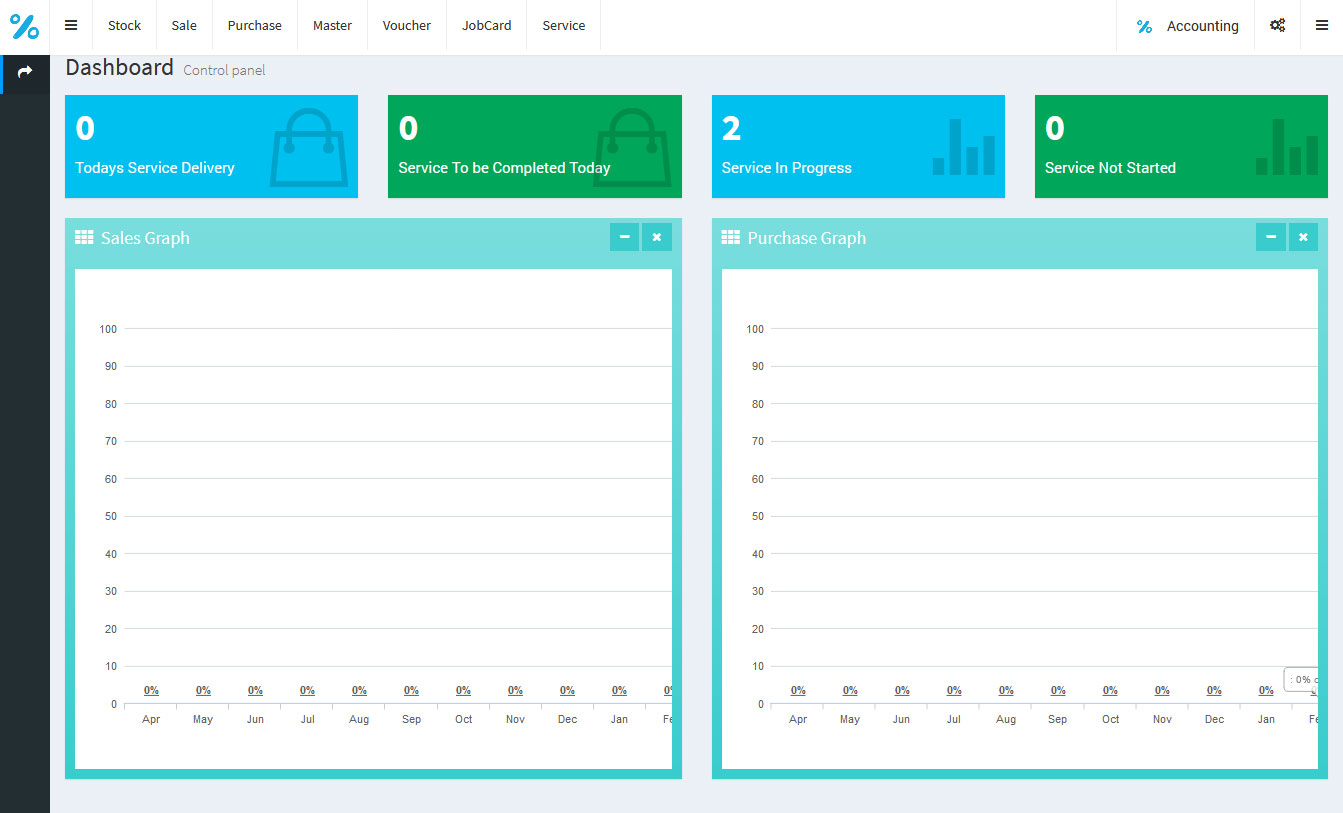 Stock Sale Purchase Master Voucher JobCard Service Accounting
Dashboard Control panel
0
Todays Service Delivery
0
Service To be Completed Today
2
Service In Progress
0
Service Not Started
Sales Graph
100
90
80
70
60
50
40
30
20
10
0
0% 0% 0% 0% 0% 0% 0% 0% 0% 0%
Apr May Jun Jul Aug Sep Oct Nov Dec Jan
Purchase Graph
100
90
80
70
60
50
40
30
20
10
0
: 0%
0% 0% 0% 0% 0% 0% 0% 0% 0% 0%
Apr May Jun Jul Aug Sep Oct Nov Dec Jan